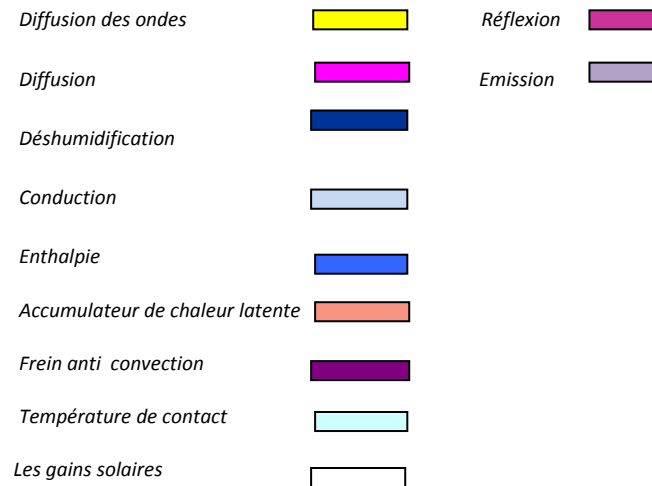 Diffusion des ondes
Réflexion
Diffusion
Emission
Déshumidification
Conduction
Enthalpie
Accumulateur de chaleur latente
Frein anti convection
Température de contact
Les gains solaires